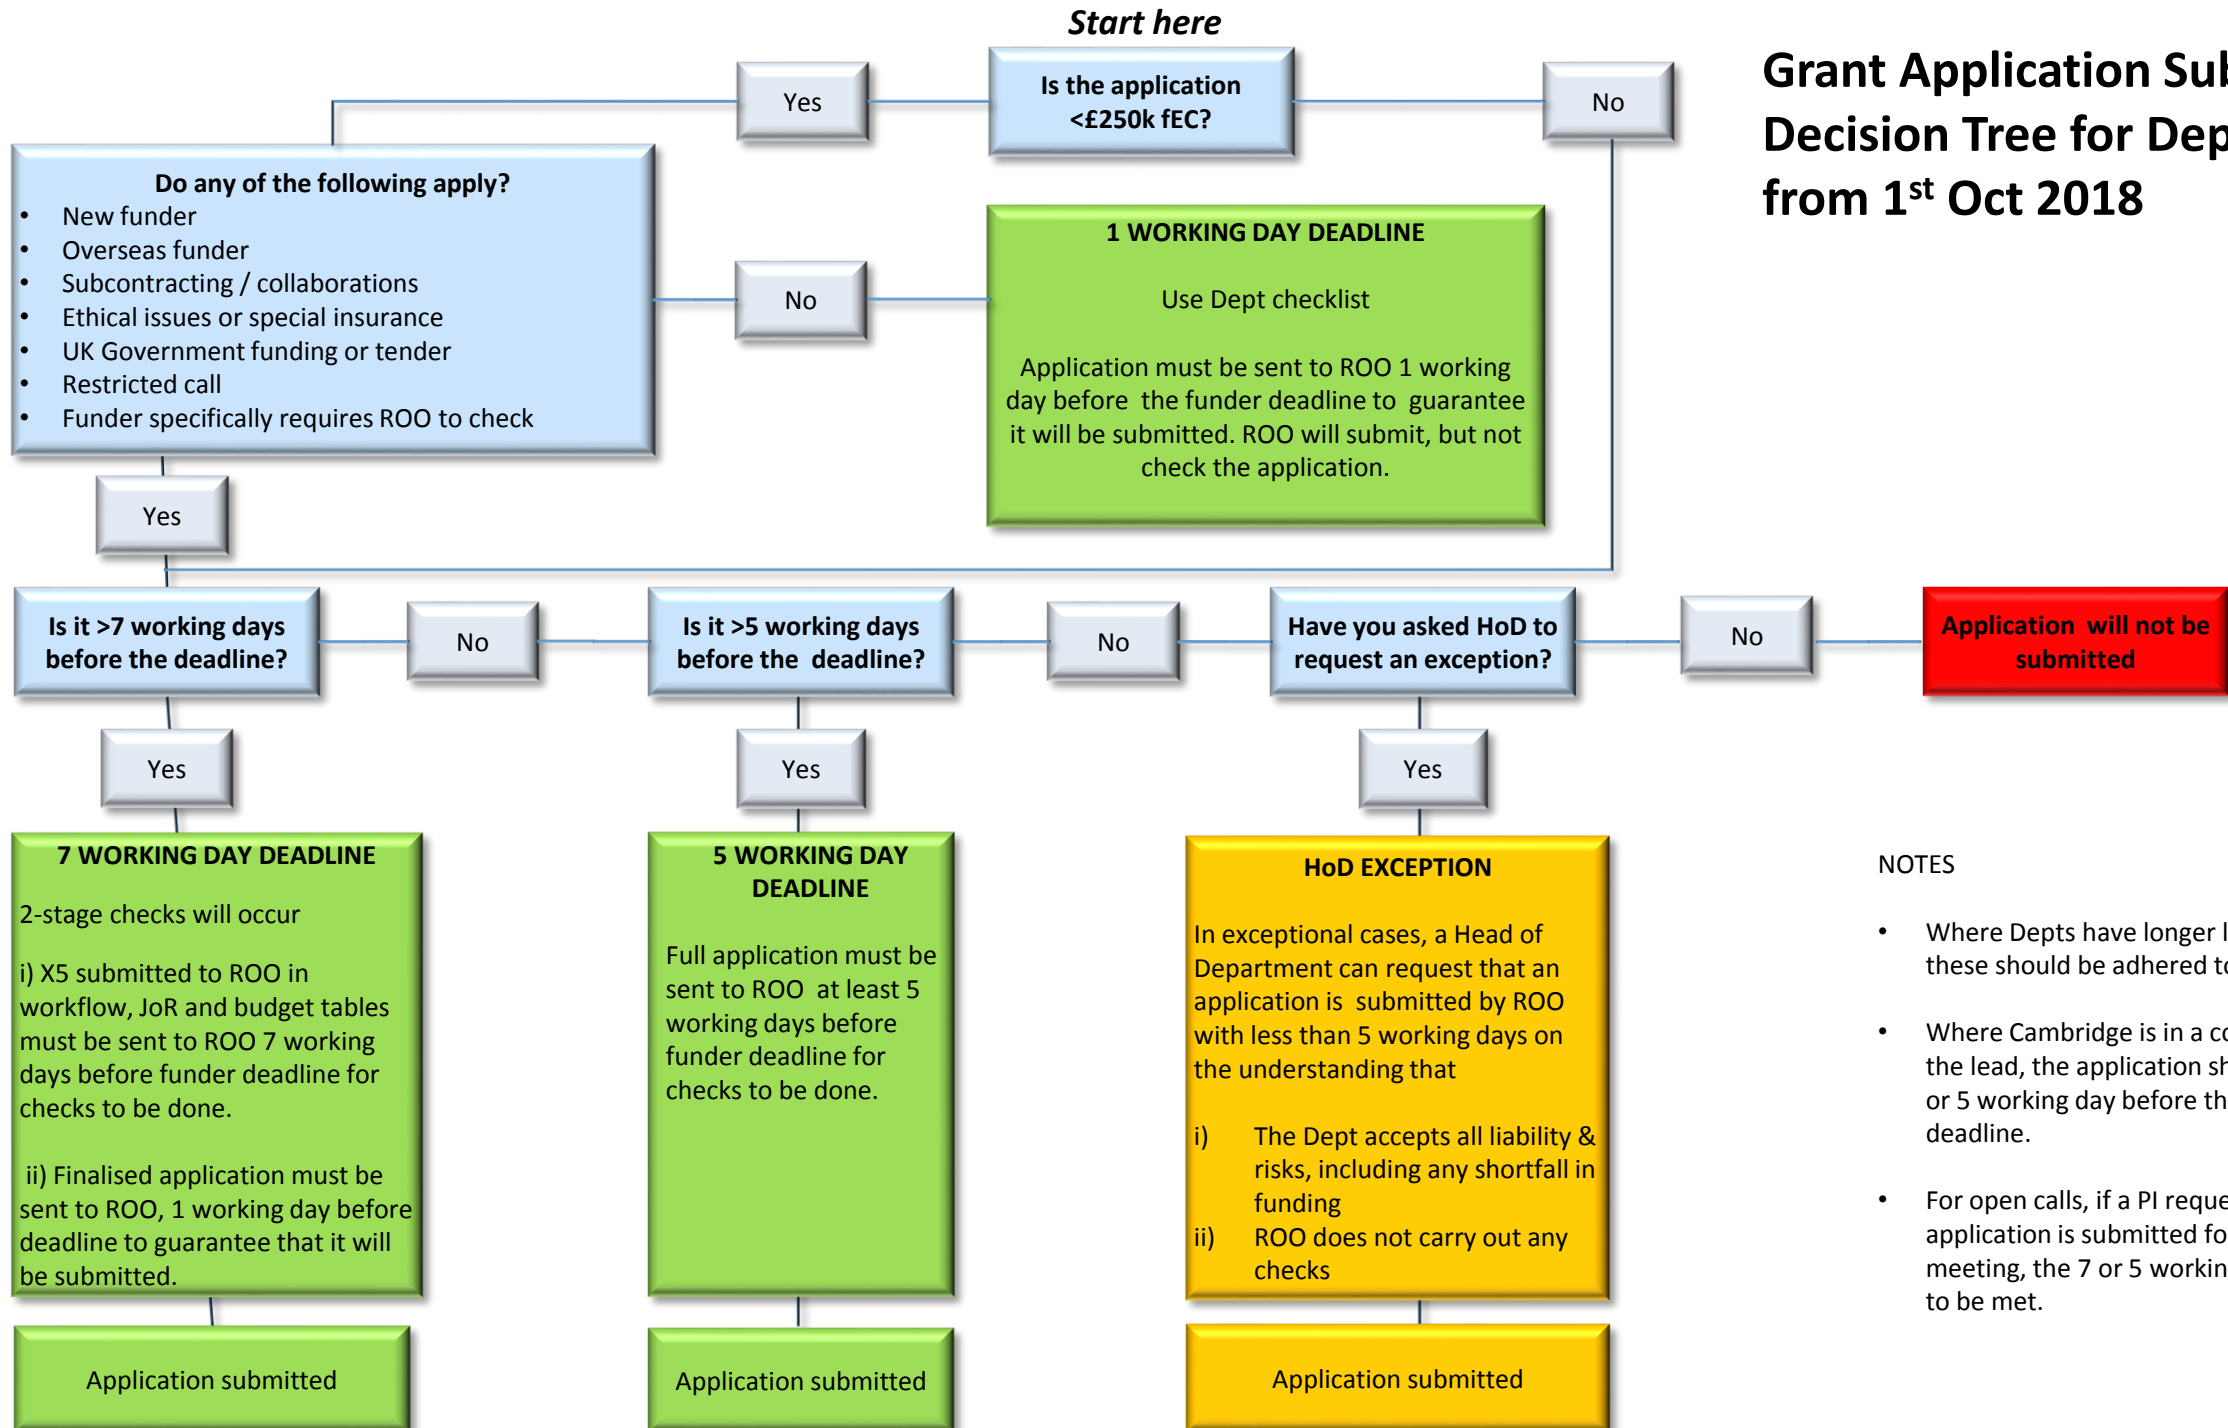 Start here
Is the application
<£250k fEC?
Yes
No
Grant Application
Decision Tree for
from 1st Oct 2018
Do any of the following apply?
• New funder
• Overseas funder
• Subcontracting / collaborations
• Ethical issues or special insurance
• UK Government funding or tender
• Restricted call
• Funder specifically requires ROO to check
No
1 WORKING DAY DEADLINE
Use Dept checklist
Application must be sent to ROO 1 working
day before the funder deadline to guarantee
it will be submitted. ROO will submit, but not
check the application.
Yes
Is it >7 working days
before the deadline?
No
Is it >5 working days
before the deadline?
No
Have you asked HoD to
request an exception?
No
Application will not be
submitted
Yes
Yes
Yes
7 WORKING DAY DEADLINE
2-stage checks will occur
i) X5 submitted to ROO in
workflow, JoR and budget tables
must be sent to ROO 7 working
days before funder deadline for
checks to be done.
ii) Finalised application must be
sent to ROO, 1 working day before
deadline to guarantee that it will
be submitted.
Application submitted
5 WORKING DAY
DEADLINE
Full application must be
sent to ROO at least 5
working days before
funder deadline for
checks to be done.
Application submitted
HoD EXCEPTION
In exceptional cases, a Head of
Department can request that an
application is submitted by ROO
with less than 5 working days on
the understanding that
i) The Dept accepts all liability &
risks, including any shortfall in
funding
ii) ROO does not carry out any
checks
Application submitted
NOTES
• Where Depts have longer
these should be adhered
• Where Cambridge is in a
the lead, the application
or 5 working day before
deadline.
• For open calls, if a PI
application is submitted
meeting, the 7 or 5
to be met.